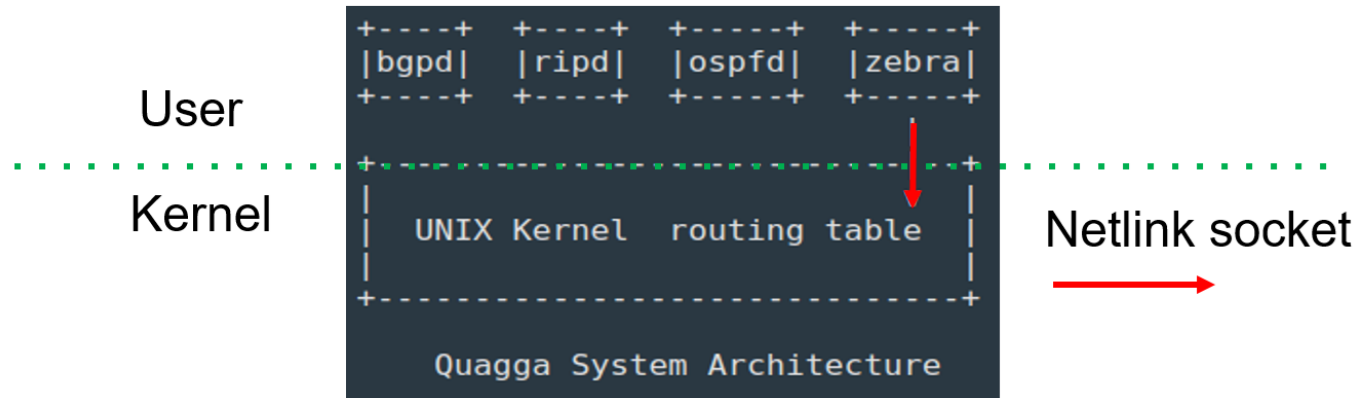 +----+  +----+  +-----+  +-----+
|bgpd|  |ripd|  |ospfd|  |zebra|
+----+  +----+  +-----+  +-----+
User
+------------------------------+
Kernel
|                              |
|  UNIX Kernel  routing table  |
|                              |
+------------------------------+
Netlink socket
Quagga System Architecture